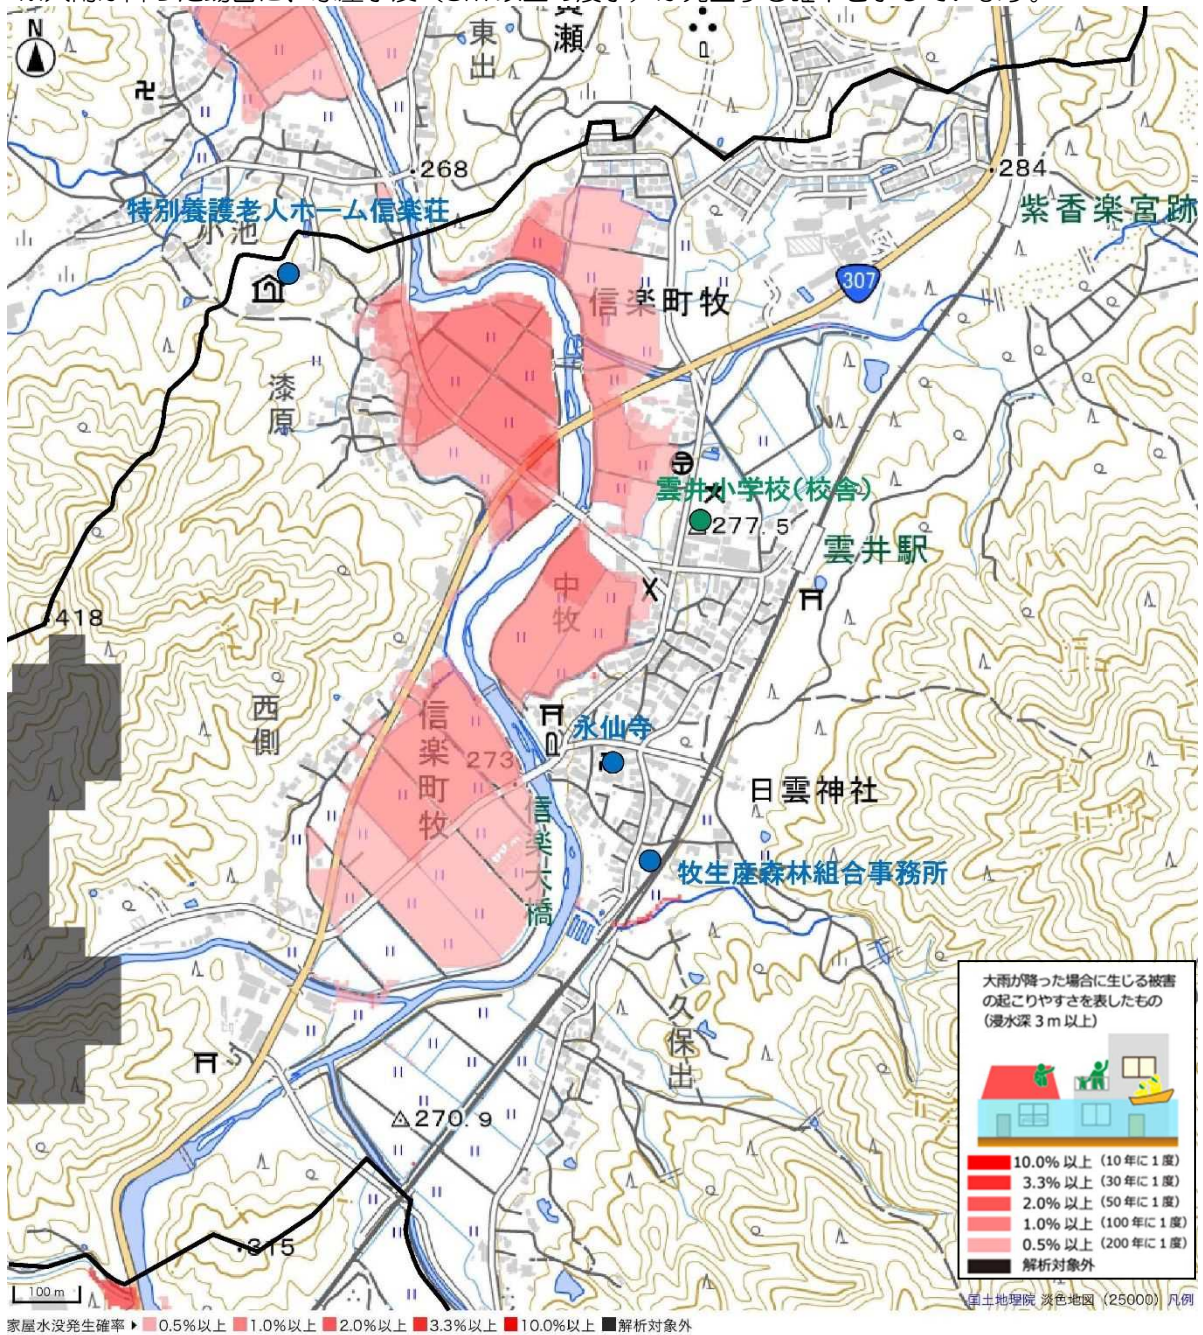 N
東出
黄瀬
268
284
紫香楽宮跡
特別養護老人ホーム信楽荘
小池
307
信楽町牧
漆原
雲井小学校(校舎)
277.5
雲井駅
中牧
418
西側
信楽町牧
273
永仙寺
日雲神社
信楽大橋
牧生産森林組合事務所
久保出
270.9
315
大雨が降った場合に生じる被害
の起こりやすさを表したもの
(浸水深3m以上)
10.0%以上(10年に1度)
3.3%以上(30年に1度)
2.0%以上(50年に1度)
1.0%以上(100年に1度)
0.5%以上(200年に1度)
解析対象外
100 m
国土地理院 淡色地図(25000)凡例
家屋水没発生確率 ▶ 0.5%以上 1.0%以上 2.0%以上 3.3%以上 10.0%以上 解析対象外